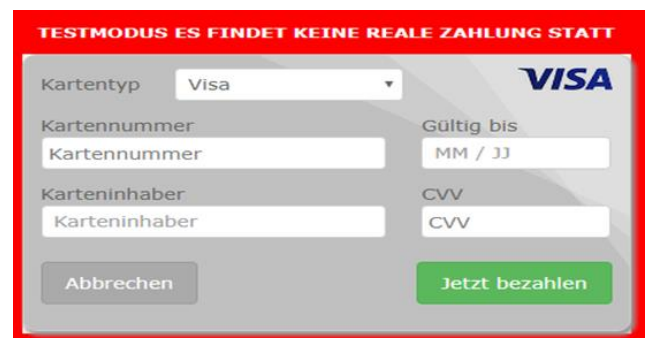 TESTMODUS ES FINDET KEINE REALE ZAHLUNG STATT
Kartentyp Visa VISA
Kartennummer Gültig bis
Kartennummer MM / JJ
Karteninhaber CVV
Karteninhaber CVV
Abbrechen Jetzt bezahlen